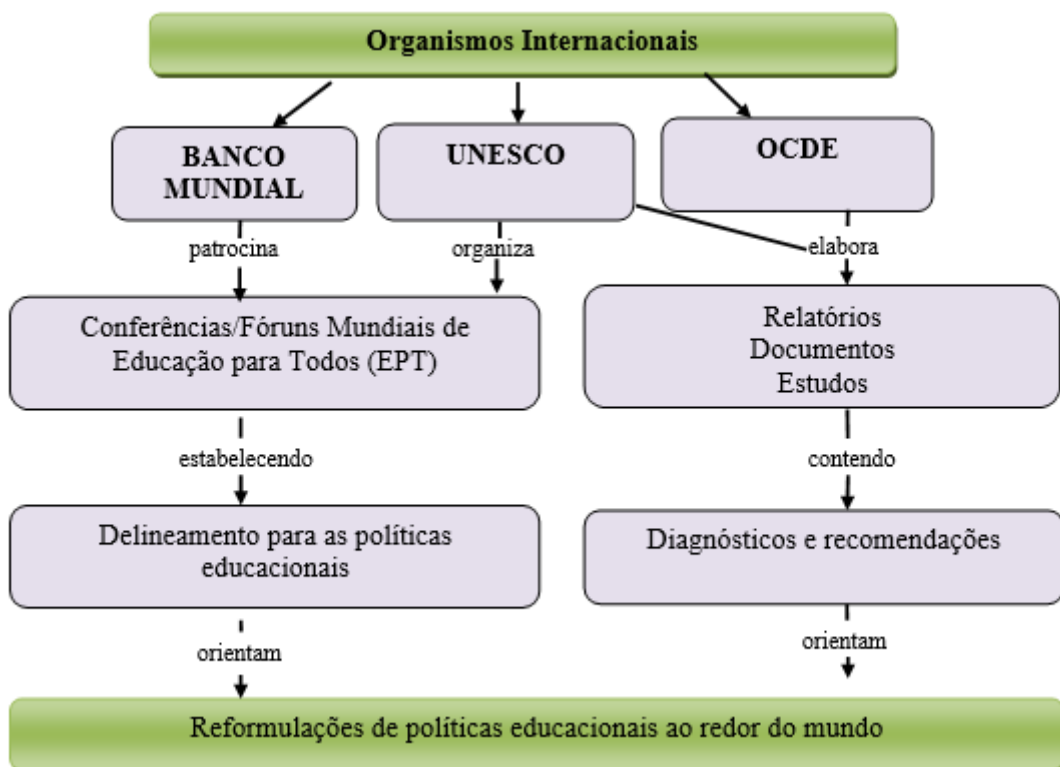 Organismos Internacionais
BANCO
MUNDIAL
UNESCO
OCDE
patrocina
organiza
elabora
Conferências/Fóruns Mundiais de
Educação para Todos (EPT)
Relatórios
Documentos
Estudos
estabelecendo
contendo
Delineamento para as políticas
educacionais
Diagnósticos e recomendações
orientam
orientam
Reformulações de políticas educacionais ao redor do mundo